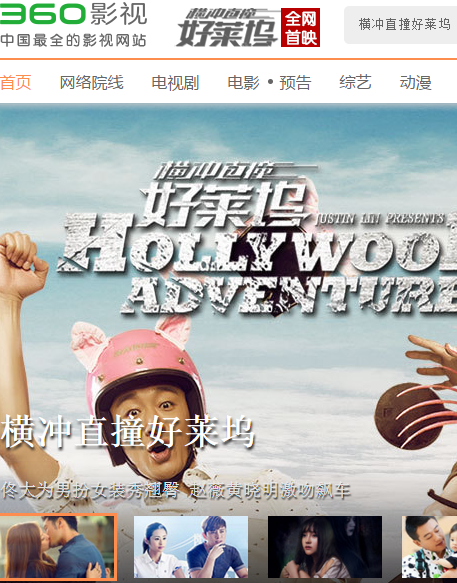 360影视
中国最全的影视网站
横冲直撞
好莱坞
全网
首映
横冲直撞好莱坞
首页 网络院线 电视剧 电影 • 预告 综艺 动漫
横冲直撞
好莱坞
JUSTIN LIN PRESENTS
HOLLYWOO
ADVENTURE
横冲直撞好莱坞
佟大为男扮女装秀翘臀 赵薇黄晓明激吻飙车